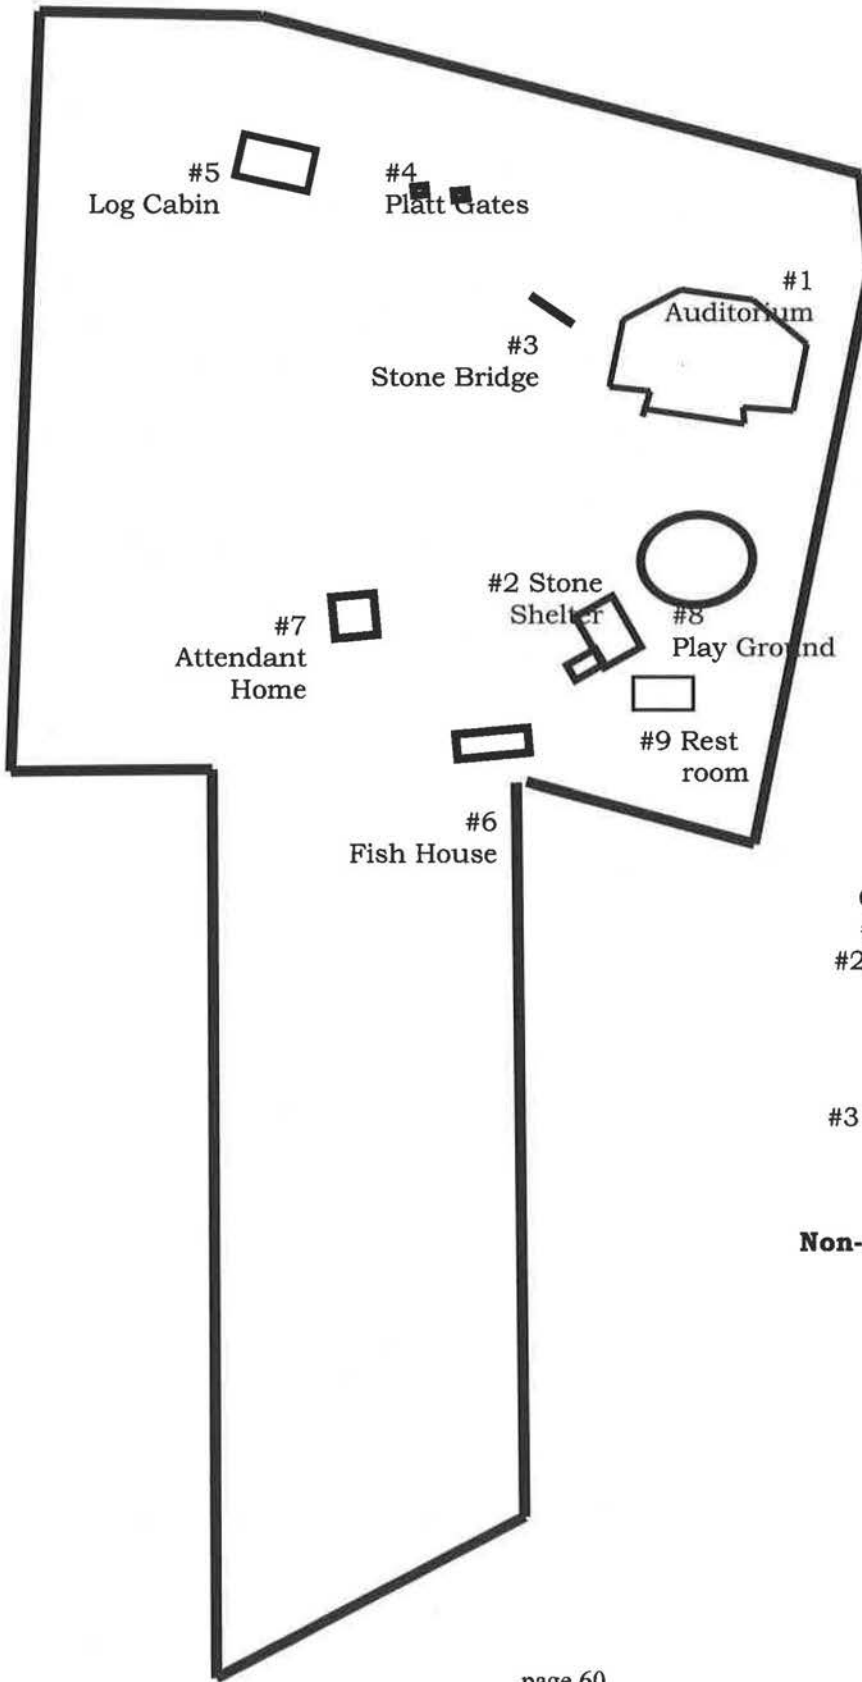 #5
Log Cabin
#4
Platt Gates
#1
Auditorium
#3
Stone Bridge
#2 Stone
Shelter
#8
Play Ground
#7
Attendant
Home
#9 Rest
room
#6
Fish House
#2
#3
Non-
page 60